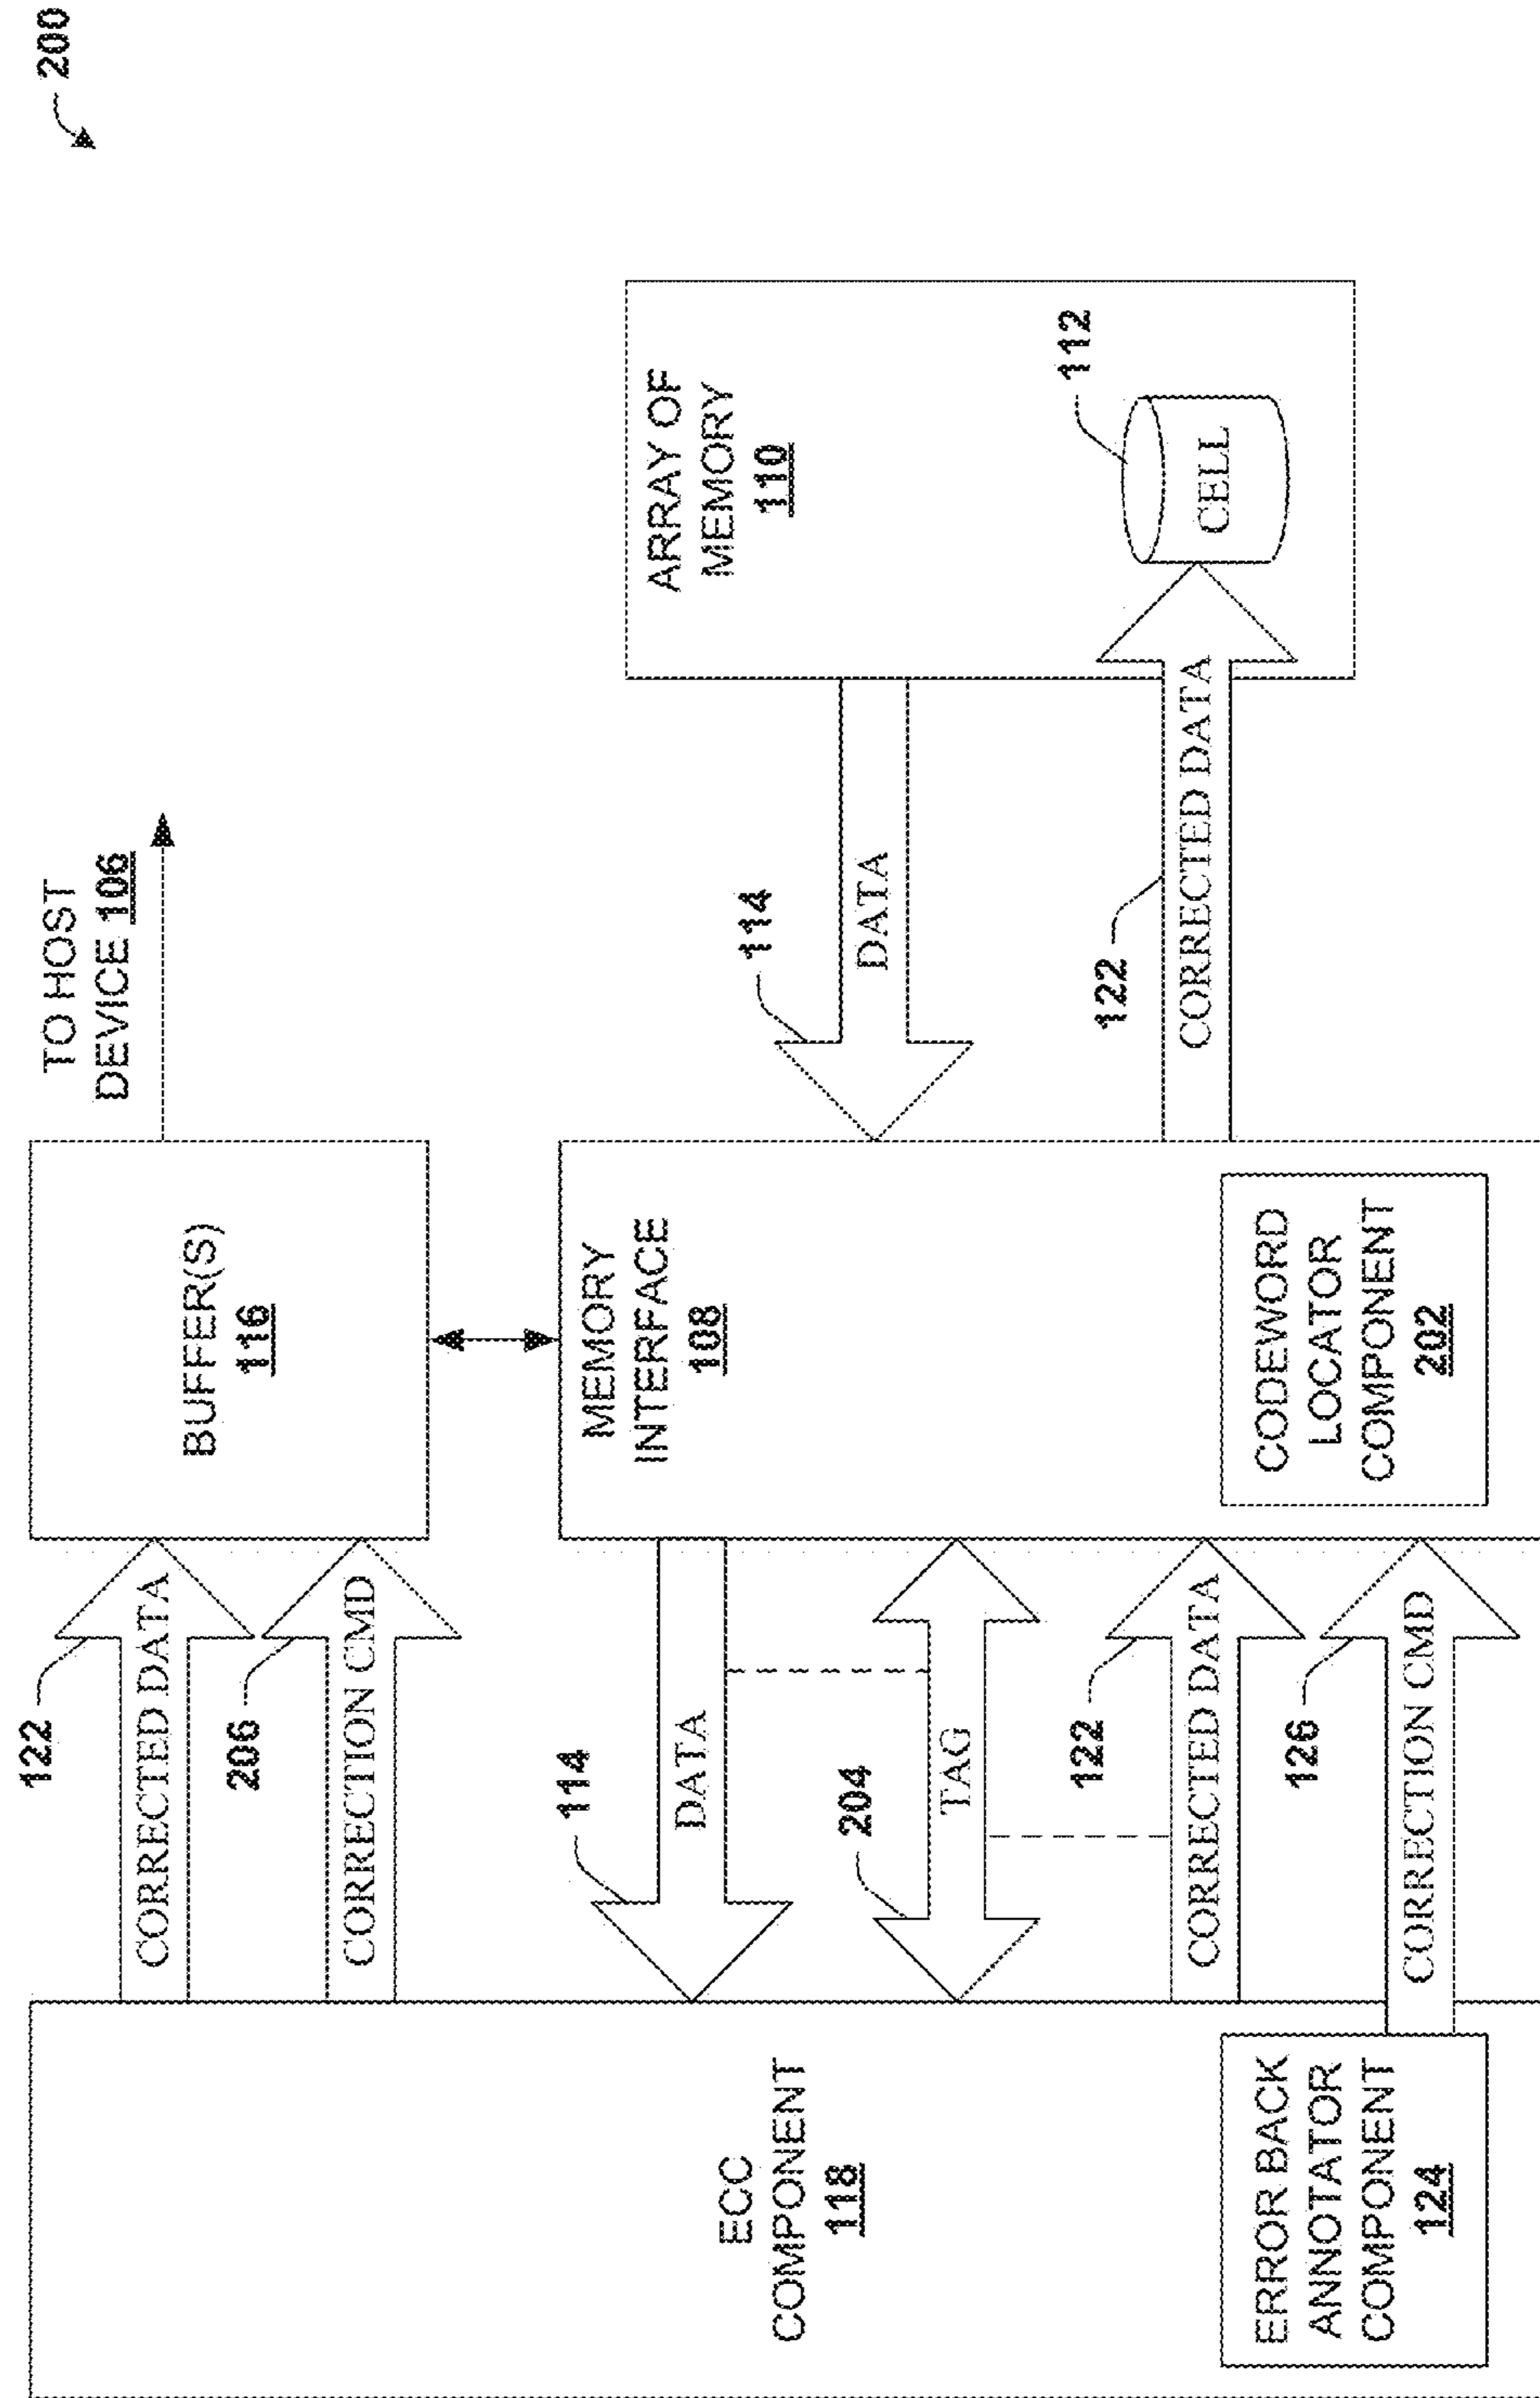 200
122
CORRECTED DATA
206
CORRECTION CMD
BUFFER(S)
116
TO HOST
DEVICE 106
ECC
COMPONENT
118
114
DATA
204
TAG
122
CORRECTED DATA
126
CORRECTION CMD
ERROR BACK
ANNOTATOR
COMPONENT
124
MEMORY
INTERFACE
108
CODEWORD
LOCATOR
COMPONENT
202
114
DATA
122
CORRECTED DATA
ARRAY OF
MEMORY
110
112
CELL